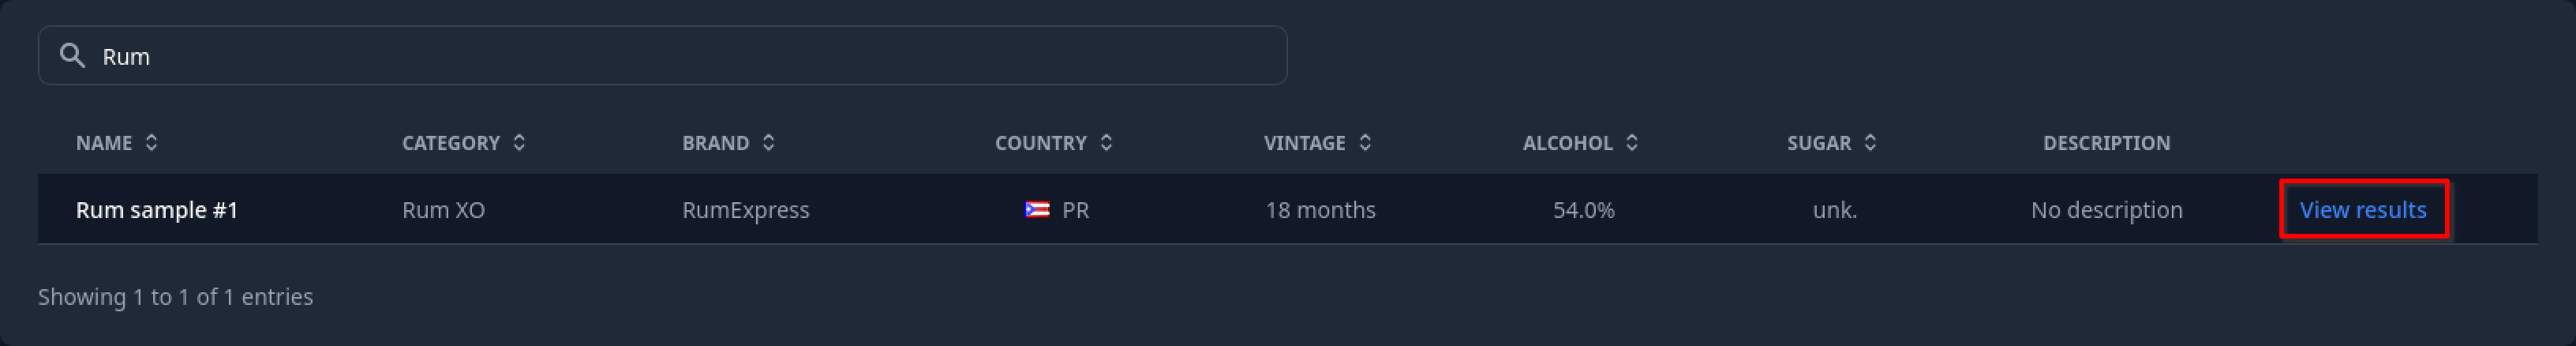 Rum
NAME CATEGORY BRAND COUNTRY VINTAGE ALCOHOL SUGAR DESCRIPTION
Rum sample #1 Rum XO RumExpress PR 18 months 54.0% unk. No description View results
Showing 1 to 1 of 1 entries